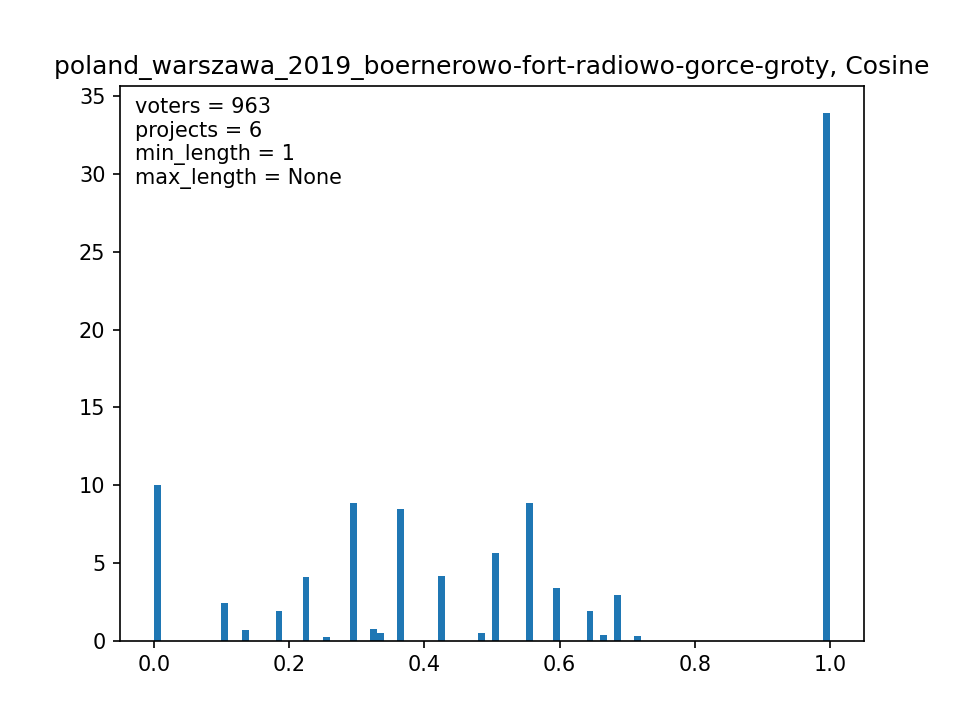 poland_warszawa_2019_boernerowo-fort-radiowo-gorce-groty, Cosine
voters = 963
projects = 6
min_length = 1
max_length = None
35
30
25
20
15
10
5
0
0.0 0.2 0.4 0.6 0.8 1.0